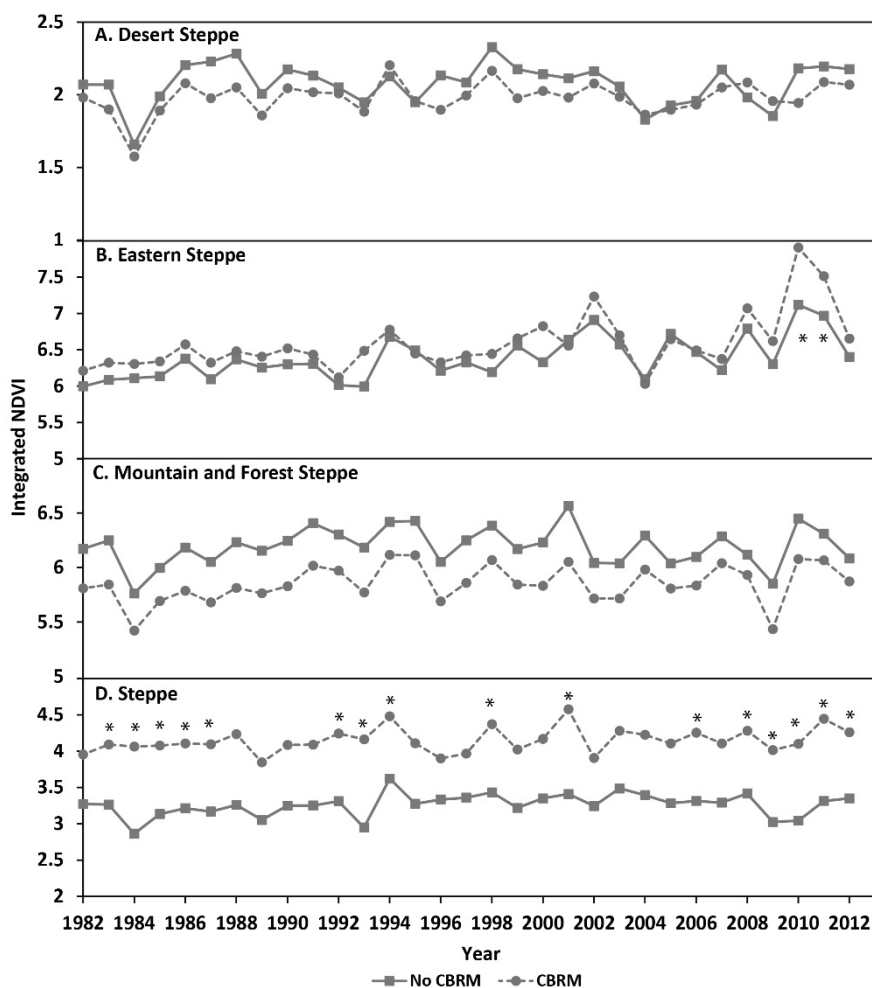 2.5
A. Desert Steppe
2
1.5
1
B. Eastern Steppe
7.5
7
6.5
6
5.5
5
C. Mountain and Forest Steppe
6.5
6
5.5
5
D. Steppe
* * * * * * * * * * * * * * *
4.5
4
3.5
3
2.5
2
* *
Integrated NDVI
1982 1984 1986 1988 1990 1992 1994 1996 1998 2000 2002 2004 2006 2008 2010 2012
Year
No CBRM CBRM